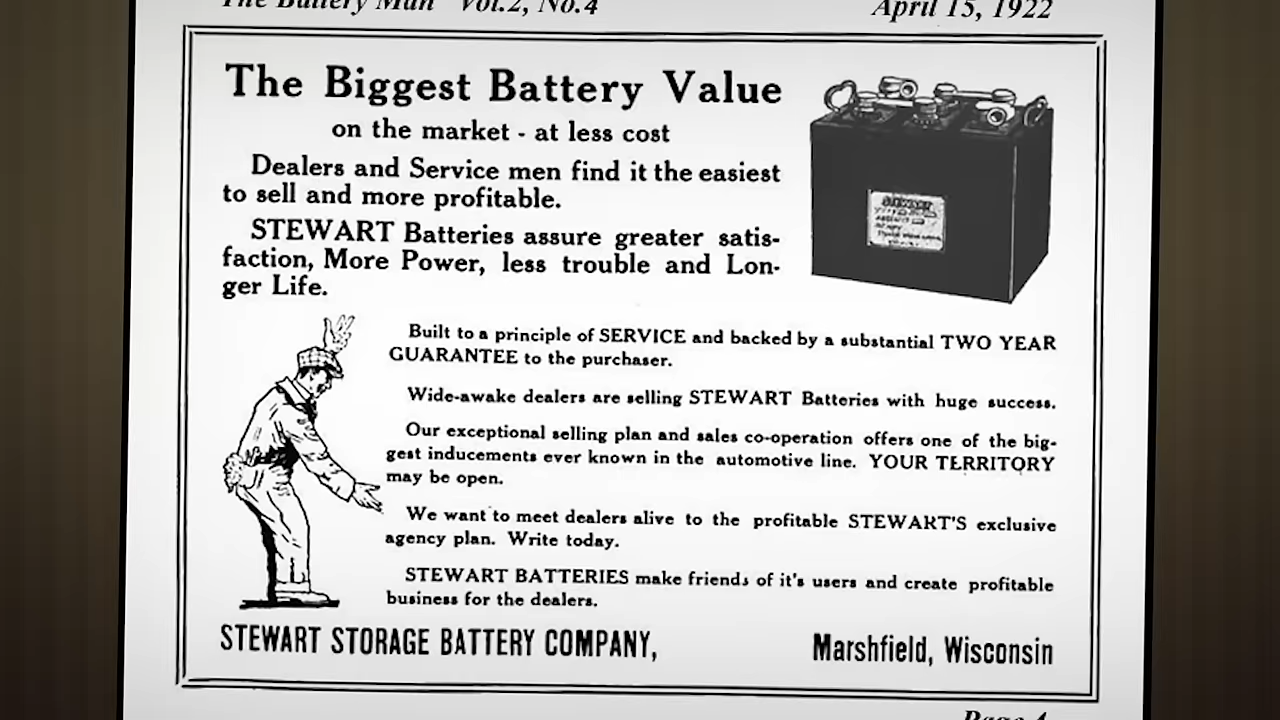 The Battery Man Vol.2, No.4 April 15, 1922
The Biggest Battery Value
on the market - at less cost
Dealers and Service men find it the easiest
to sell and more profitable.
STEWART Batteries assure greater satis-
faction, More Power, less trouble and Lon-
ger Life.
STEWART
Built to a principle of SERVICE and backed by a substantial TWO YEAR
GUARANTEE to the purchaser.
Wide-awake dealers are selling STEWART Batteries with huge success.
Our exceptional selling plan and sales co-operation offers one of the big-
gest inducements ever known in the automotive line. YOUR TERRITORY
may be open.
We want to meet dealers alive to the profitable STEWART'S exclusive
agency plan. Write today.
STEWART BATTERIES make friends of it's users and create profitable
business for the dealers.
STEWART STORAGE BATTERY COMPANY, Marshfield, Wisconsin
Page 4